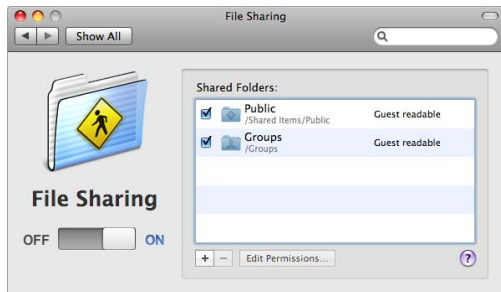 File Sharing
Show All
Shared Folders:
Public
/Shared Items/Public
Guest readable
Groups
/Groups
Guest readable
File Sharing
OFF ON
+ − Edit Permissions... ?